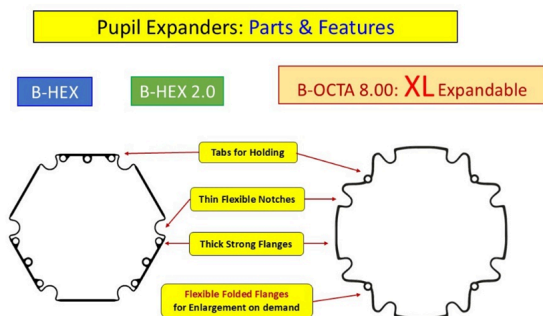 Pupil Expanders: Parts & Features
B-HEX
B-HEX 2.0
B-OCTA 8.00: XL Expandable
Tabs for Holding
Thin Flexible Notches
Thick Strong Flanges
Flexible Folded Flanges
for Enlargement on demand